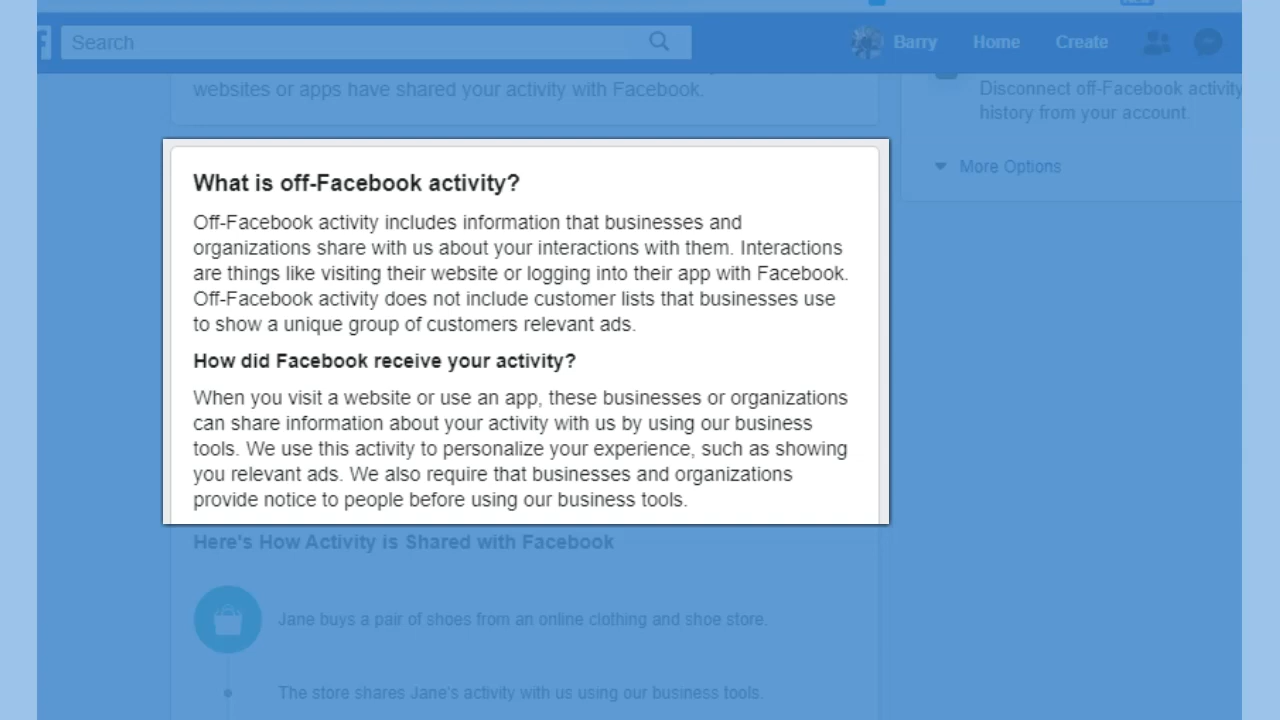 Search
Barry
Home
Create
websites or apps have shared your activity with Facebook.
Disconnect off-Facebook activity
history from your account.
More Options
What is off-Facebook activity?
Off-Facebook activity includes information that businesses and
organizations share with us about your interactions with them. Interactions
are things like visiting their website or logging into their app with Facebook.
Off-Facebook activity does not include customer lists that businesses use
to show a unique group of customers relevant ads.
How did Facebook receive your activity?
When you visit a website or use an app, these businesses or organizations
can share information about your activity with us by using our business
tools. We use this activity to personalize your experience, such as showing
you relevant ads. We also require that businesses and organizations
provide notice to people before using our business tools.
Here's How Activity is Shared with Facebook
Jane buys a pair of shoes from an online clothing and shoe store.
The store shares Jane's activity with us using our business tools.